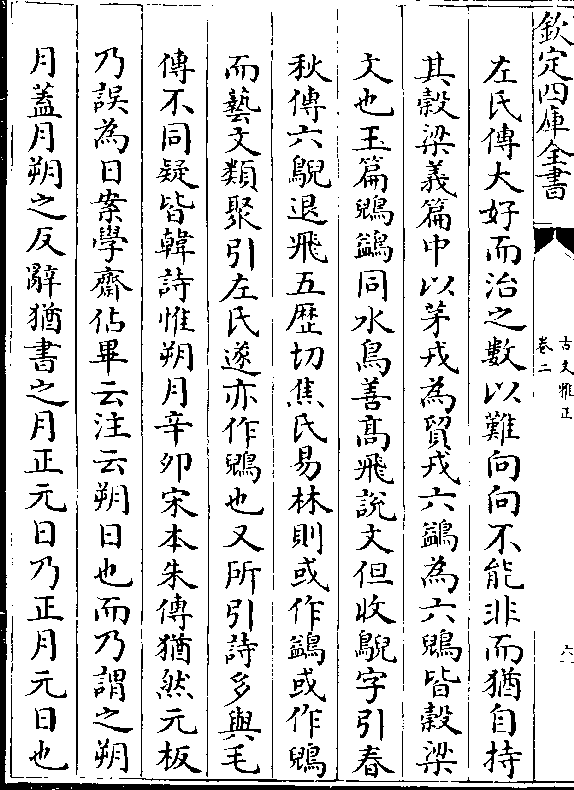 欽定四庫全書
古文雅正
卷二
六
左氏傳大好而治之數以難向向不能非而猶自持
其穀梁義篇中以茅戎為貿戎六鷁為六鶂皆穀梁
文也玉篇鶂鷁同水鳥善高飛說文但收鶃字引春
秋傳六鶃退飛五歴切焦氏易林則或作鷁或作鶂
而藝文類聚引左氏遂亦作鶂也又所引詩多與毛
傳不同疑皆韓詩惟朔月辛卯宋本朱傳猶然元板
乃誤為日案學齋佔畢云注云朔日也而乃謂之朔
月葢月朔之反辭猶書之月正元日乃正月元日也